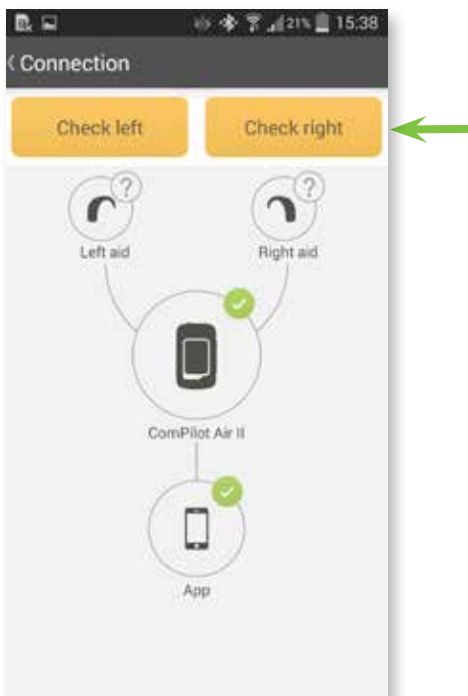 21% 15:38
Connection
Check left Check right
? ?
Left aid Right aid
ComPilot Air II
App